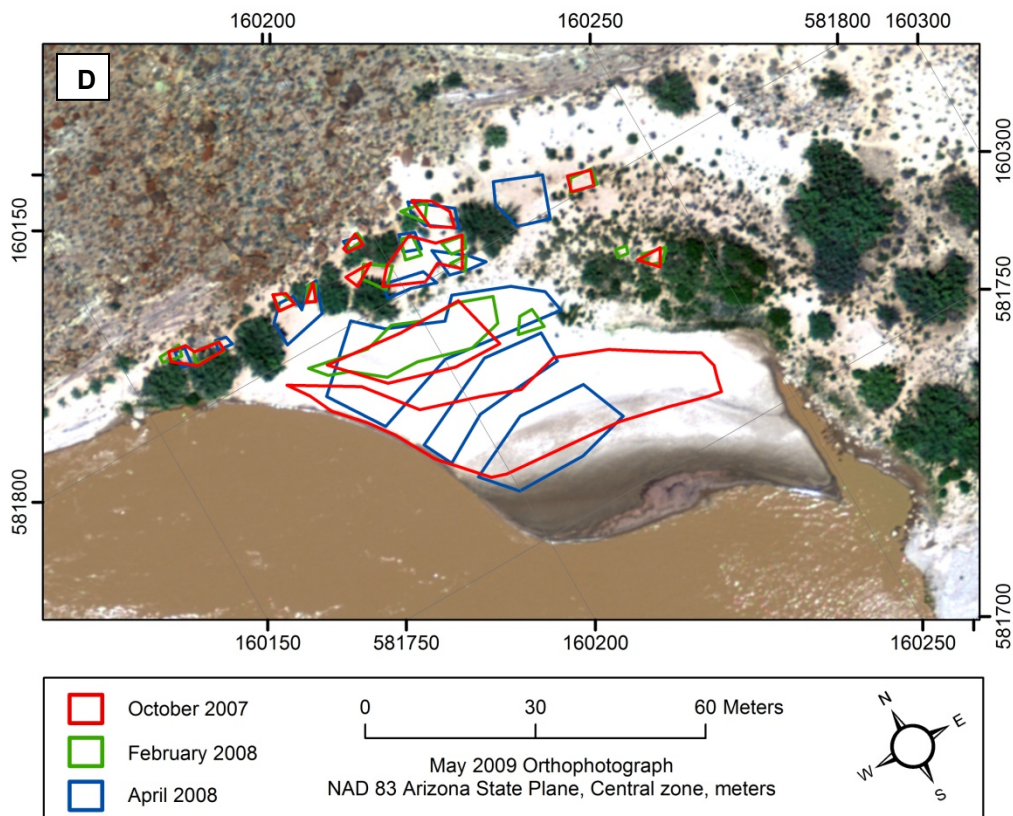 160200 160250 581800 160300
D
160300
160150
581750
581800
581700
160150 581750 160200 160250
October 2007
February 2008
April 2008
0 30 60 Meters
May 2009 Orthophotograph
NAD 83 Arizona State Plane, Central zone, meters
N
E
W
S